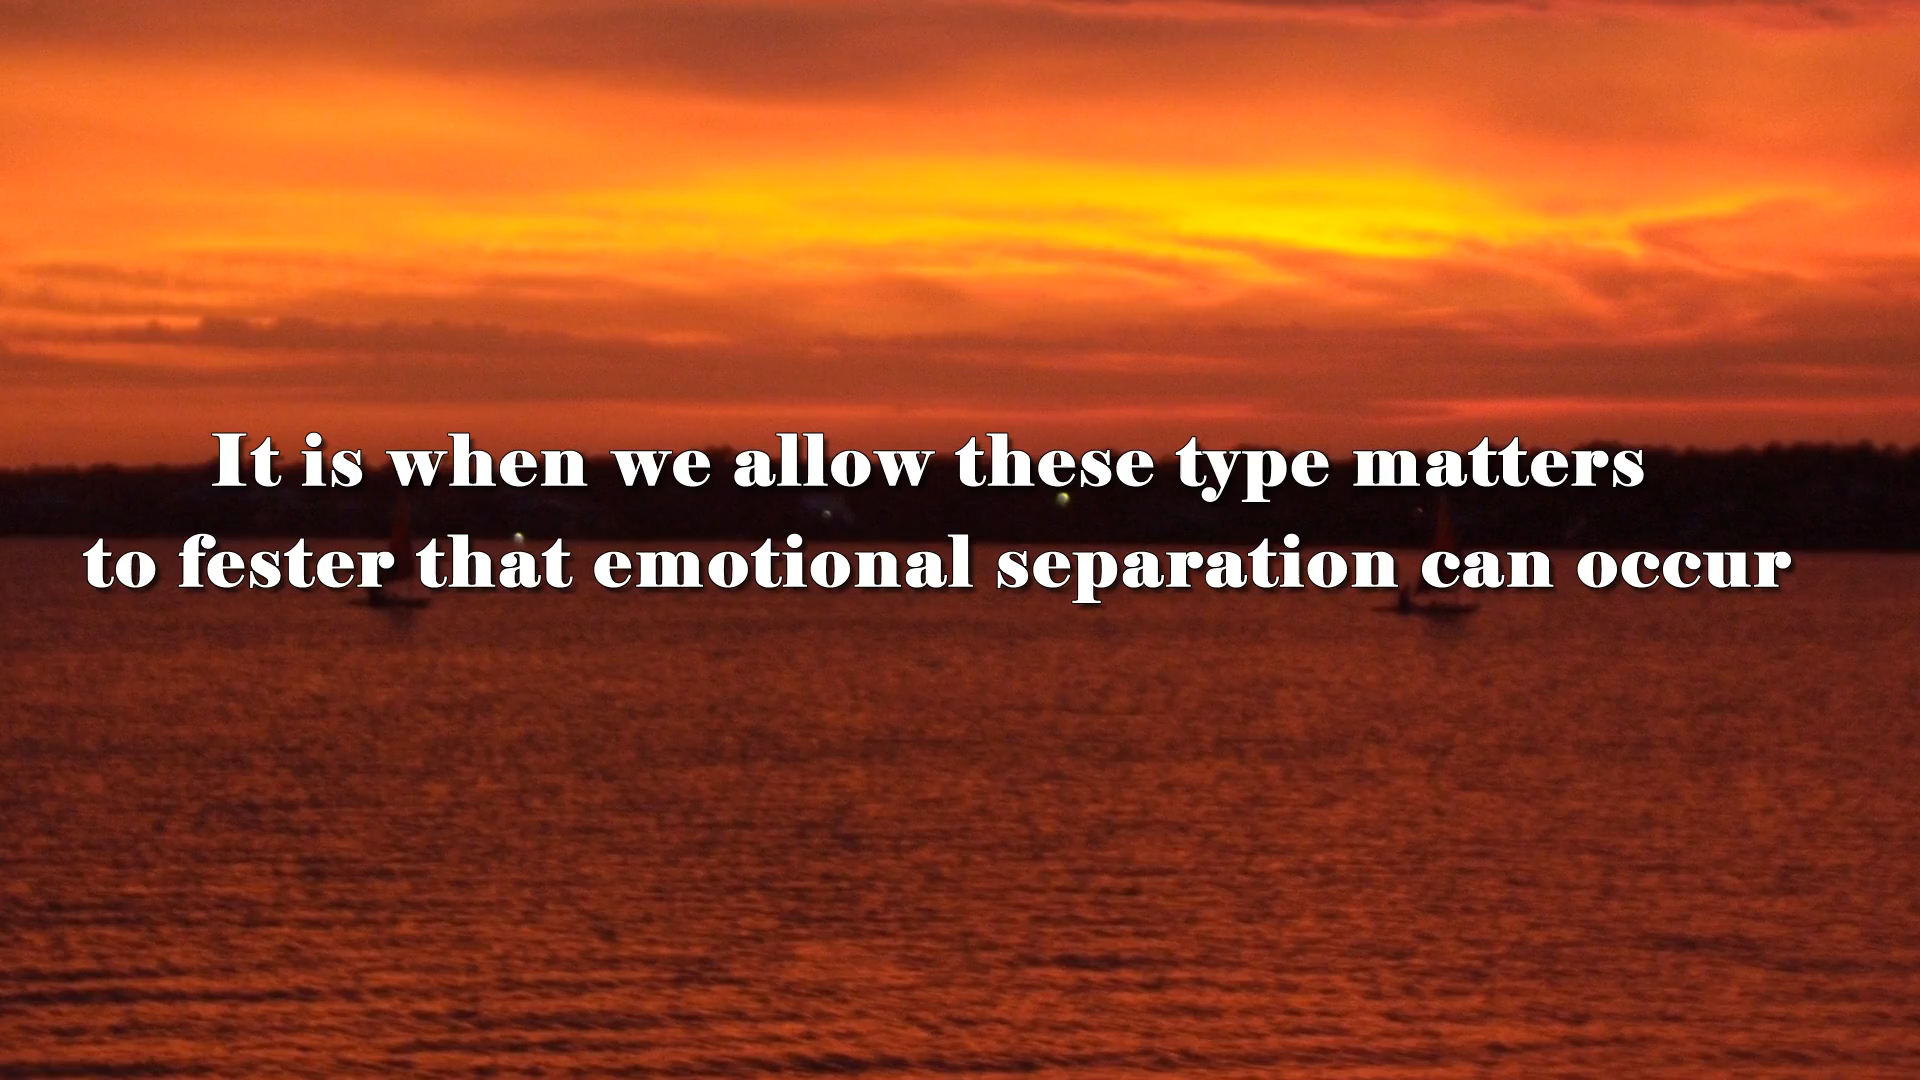 It is when we allow these type matters
to fester that emotional separation can occur